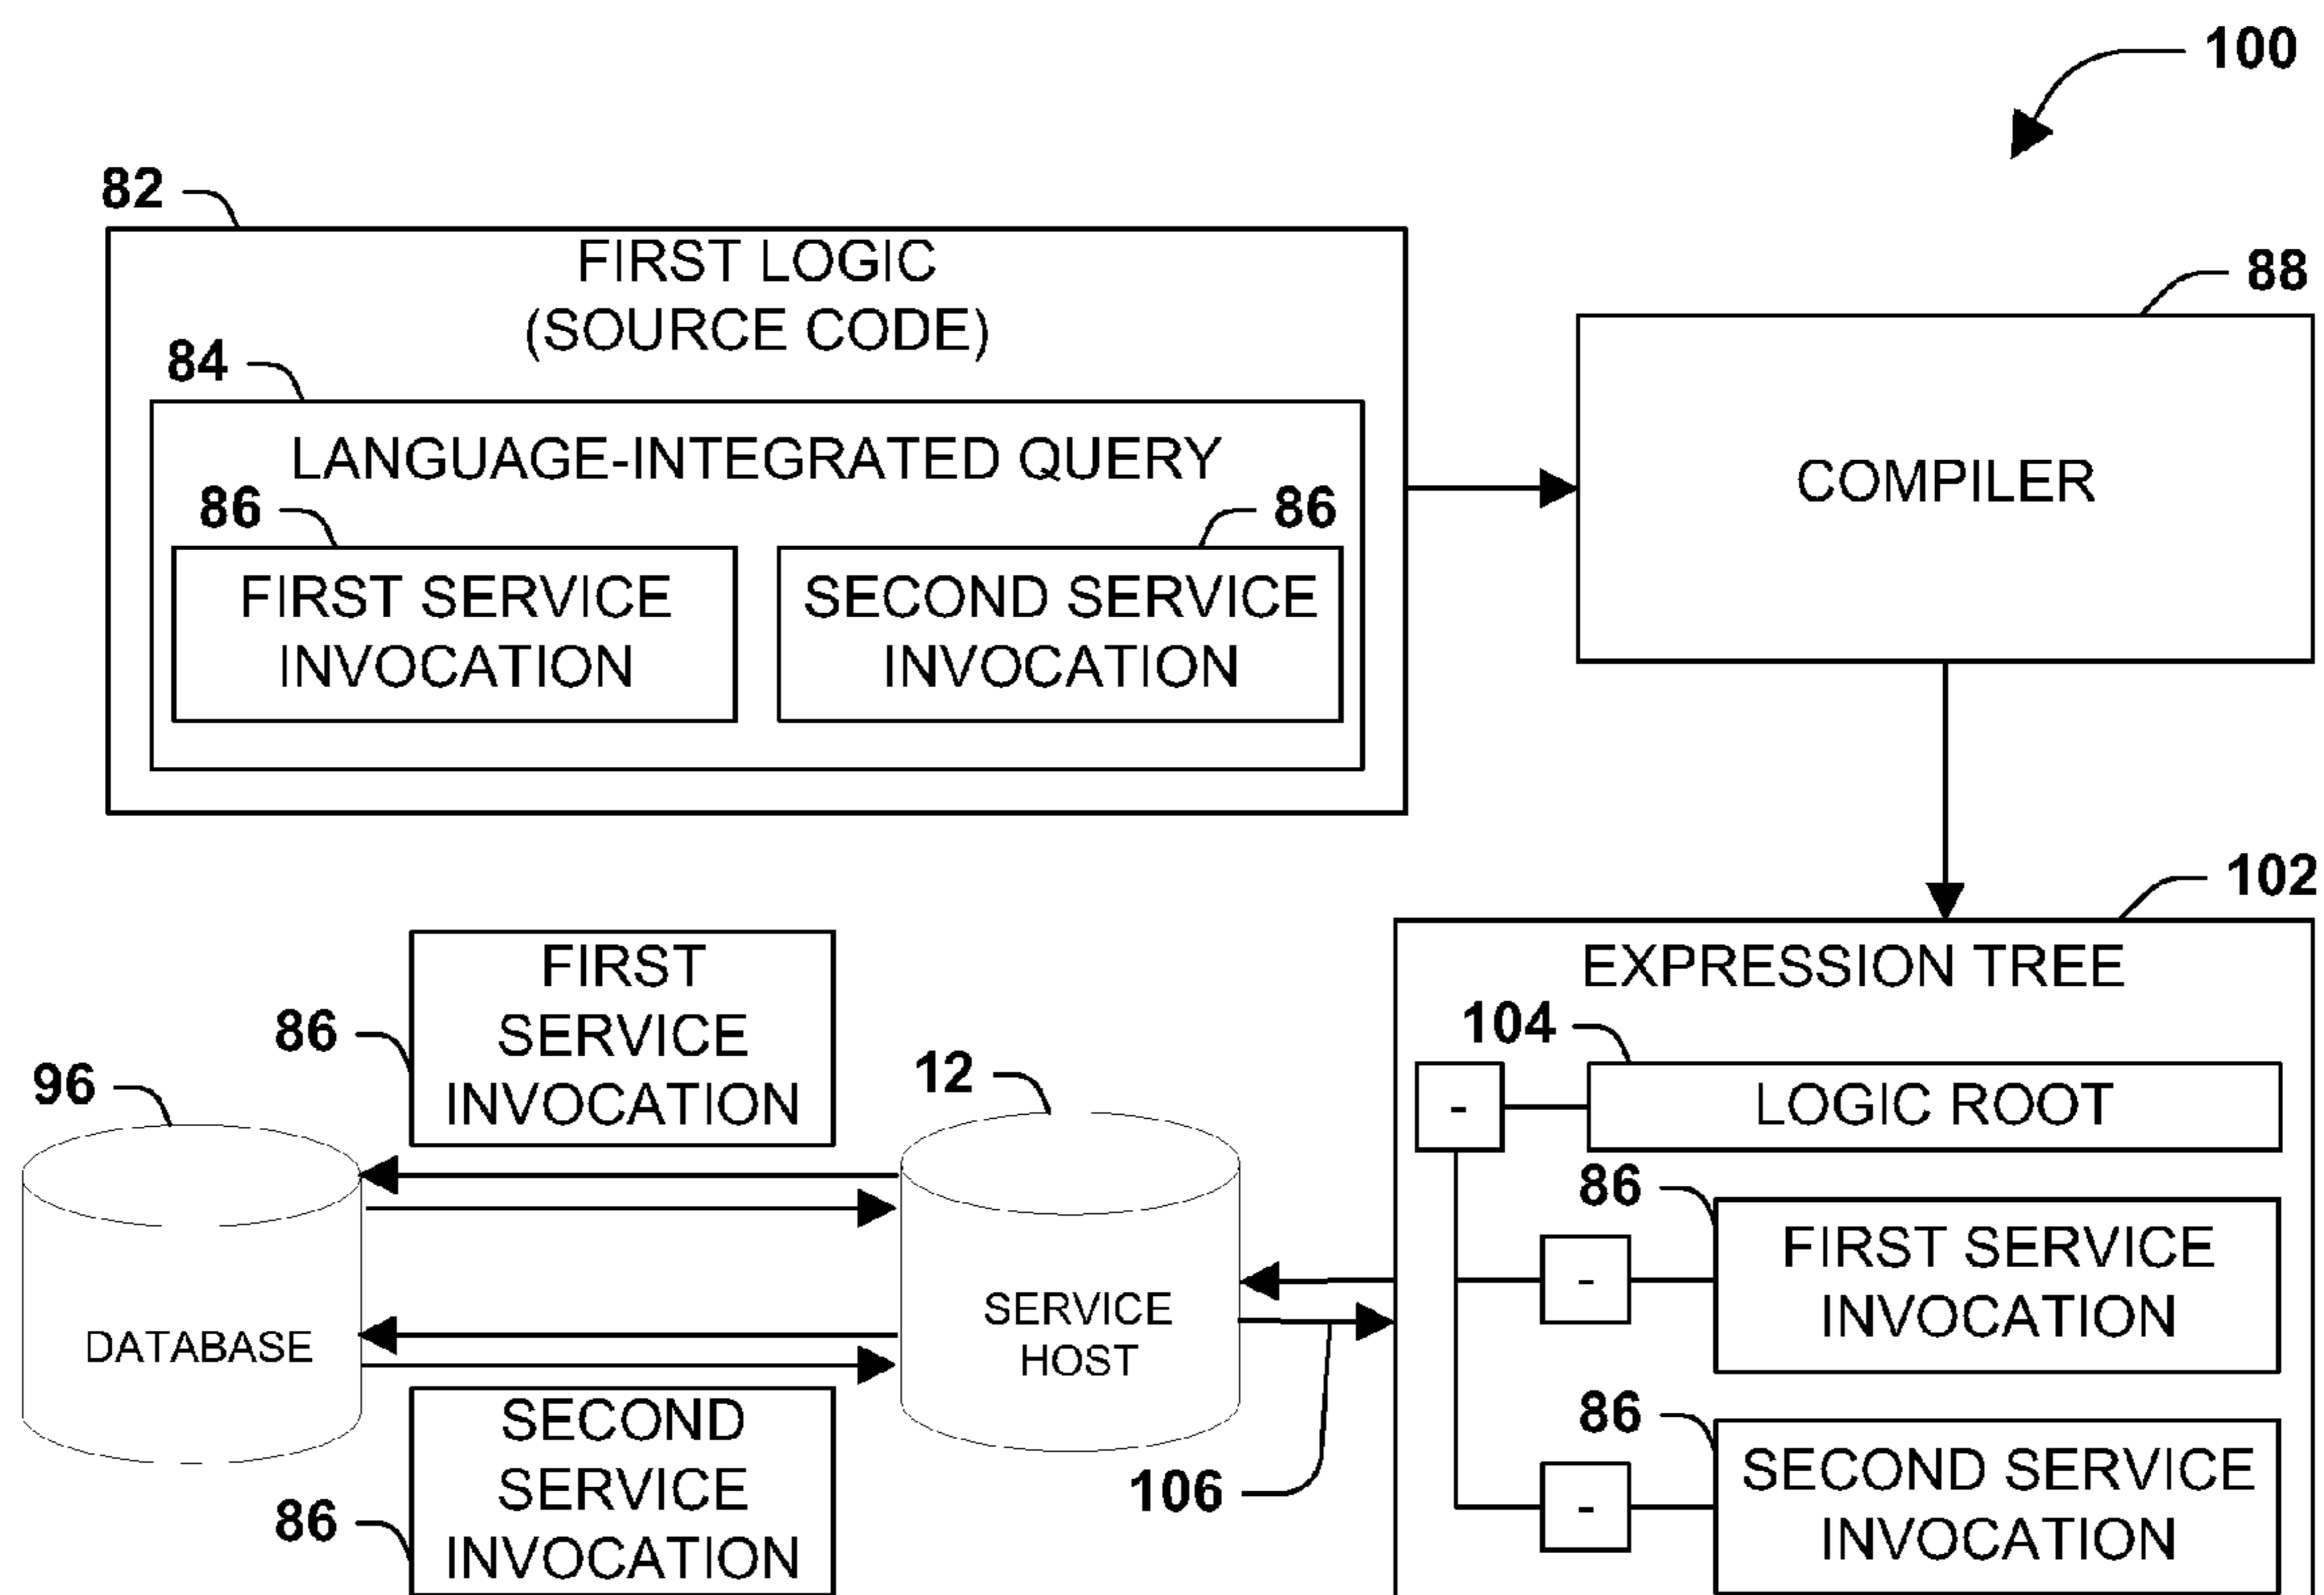 100
82
FIRST LOGIC
(SOURCE CODE)
84
LANGUAGE-INTEGRATED QUERY
86
FIRST SERVICE
INVOCATION
86
SECOND SERVICE
INVOCATION
88
COMPILER
102
EXPRESSION TREE
104
-
LOGIC ROOT
86
-
FIRST SERVICE
INVOCATION
86
-
SECOND SERVICE
INVOCATION
FIRST
SERVICE
INVOCATION
86
96
DATABASE
12
SERVICE
HOST
106
SECOND
SERVICE
INVOCATION
86